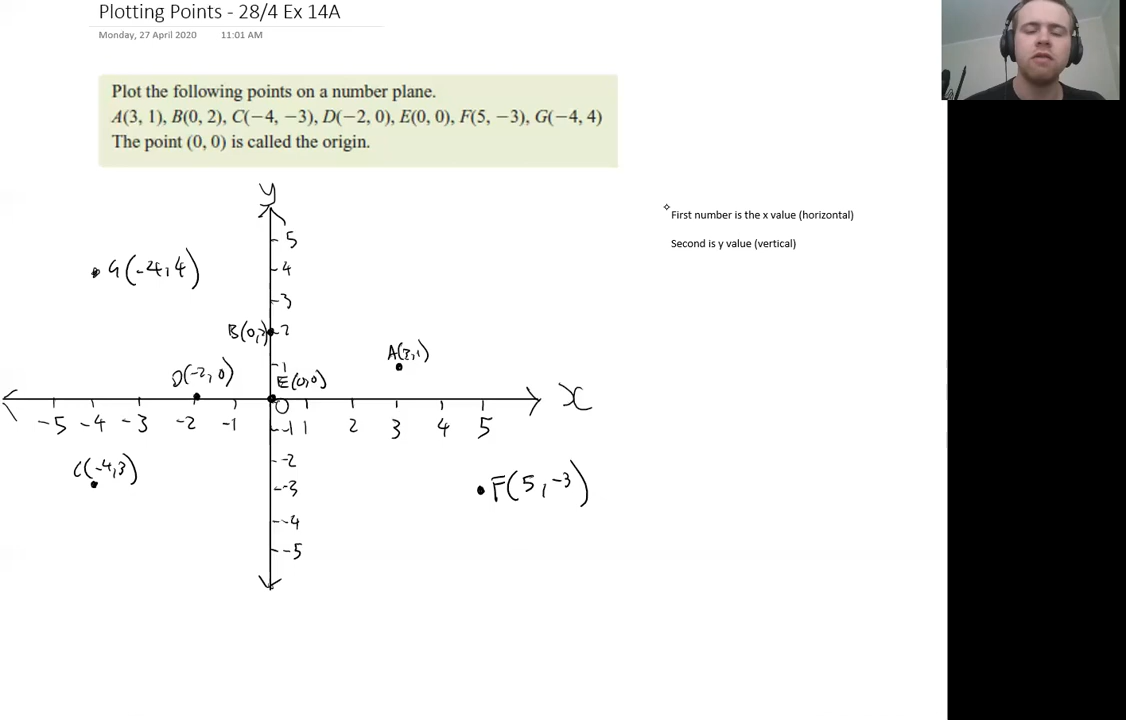 Plotting Points - 28/4 Ex 14A
Monday, 27 April 2020 11:01 AM
Plot the following points on a number plane.
A(3, 1), B(0, 2), C(−4, −3), D(−2, 0), E(0, 0), F(5, −3), G(−4, 4)
The point (0, 0) is called the origin.
y
First number is the x value (horizontal)
5
Second is y value (vertical)
G(-4,4)
4
3
B(0,2
2
A(3,1)
1
D(-2,0)
E(0,0)
x
0
-5 -4 -3 -2 -1 -1 1 2 3 4 5
C(-4,3)
-2
-3
F(5,-3)
-4
-5